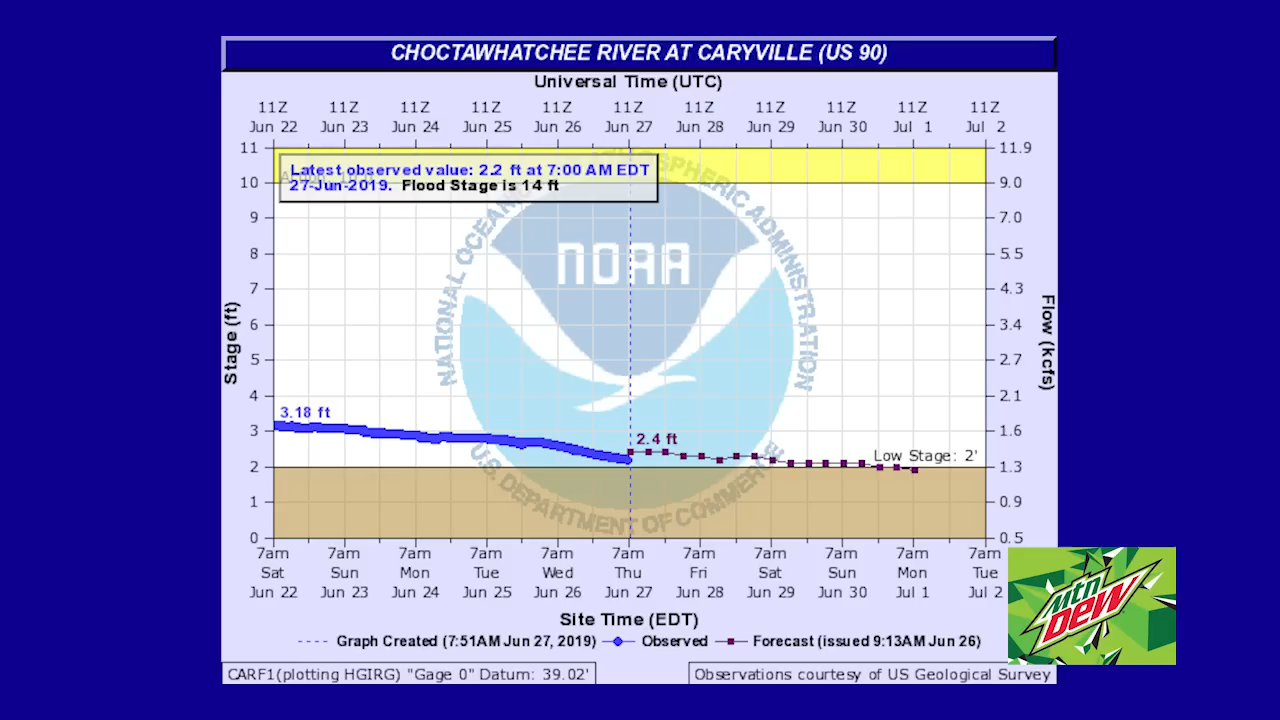 CHOCTAWHATCHEE RIVER AT CARYVILLE (US 90)
Universal Time (UTC)
11Z 11Z 11Z 11Z 11Z 11Z 11Z 11Z 11Z 11Z 11Z
Jun 22 Jun 23 Jun 24 Jun 25 Jun 26 Jun 27 Jun 28 Jun 29 Jun 30 Jul 1 Jul 2
11 11.9
Latest observed value: 2.2 ft at 7:00 AM EDT
27-Jun-2019. Flood Stage is 14 ft
10 9.0
9 7.0
8 5.5
7 4.3
6 3.4
5 2.7
4 2.1
3 1.6
2 1.3
1 0.9
0 0.5
Stage (ft)
Flow (kcfs)
NOAA
NATIONAL OCEANIC ATMOSPHERIC ADMINISTRATION
U.S. DEPARTMENT OF COMMERCE
3.18 ft
2.4 ft
Low Stage: 2'
7am 7am 7am 7am 7am 7am 7am 7am 7am 7am 7am
Sat Sun Mon Tue Wed Thu Fri Sat Sun Mon Tue
Jun 22 Jun 23 Jun 24 Jun 25 Jun 26 Jun 27 Jun 28 Jun 29 Jun 30 Jul 1 Jul 2
Site Time (EDT)
Graph Created (7:51AM Jun 27, 2019) Observed Forecast (issued 9:13AM Jun 26)
CARF1(plotting HGIRG) "Gage 0" Datum: 39.02'
Observations courtesy of US Geological Survey
Mtn
DEW